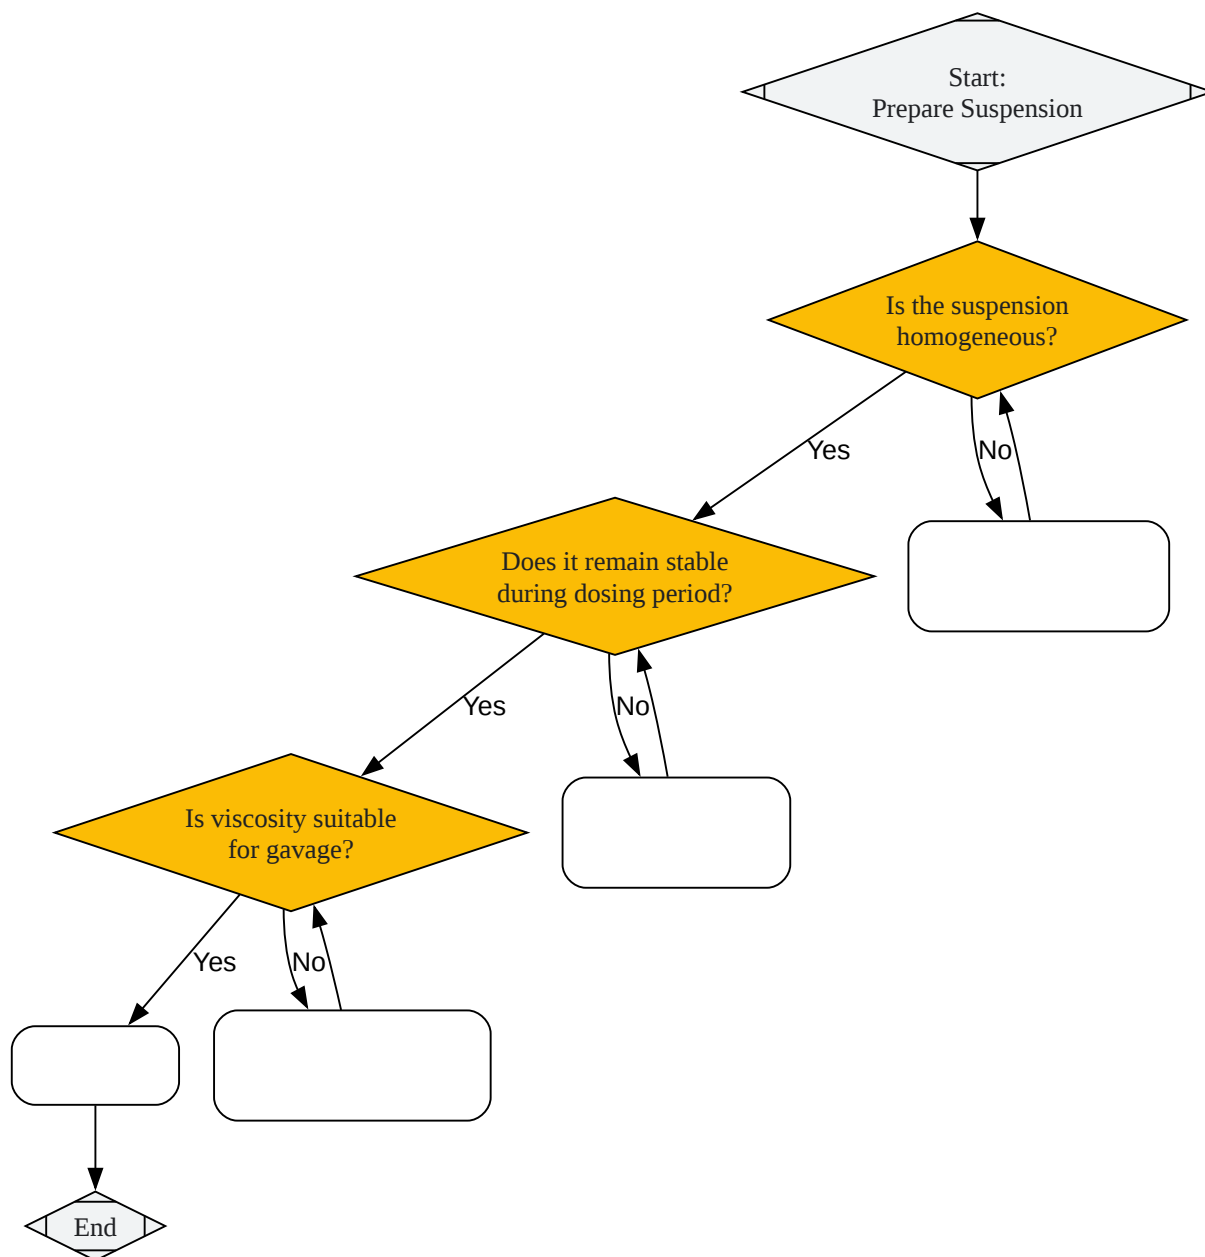 Start:
Prepare Suspension
Is the suspension
homogeneous?
Yes
No
Does it remain stable
during dosing period?
Yes
No
Is viscosity suitable
for gavage?
Yes
No
End